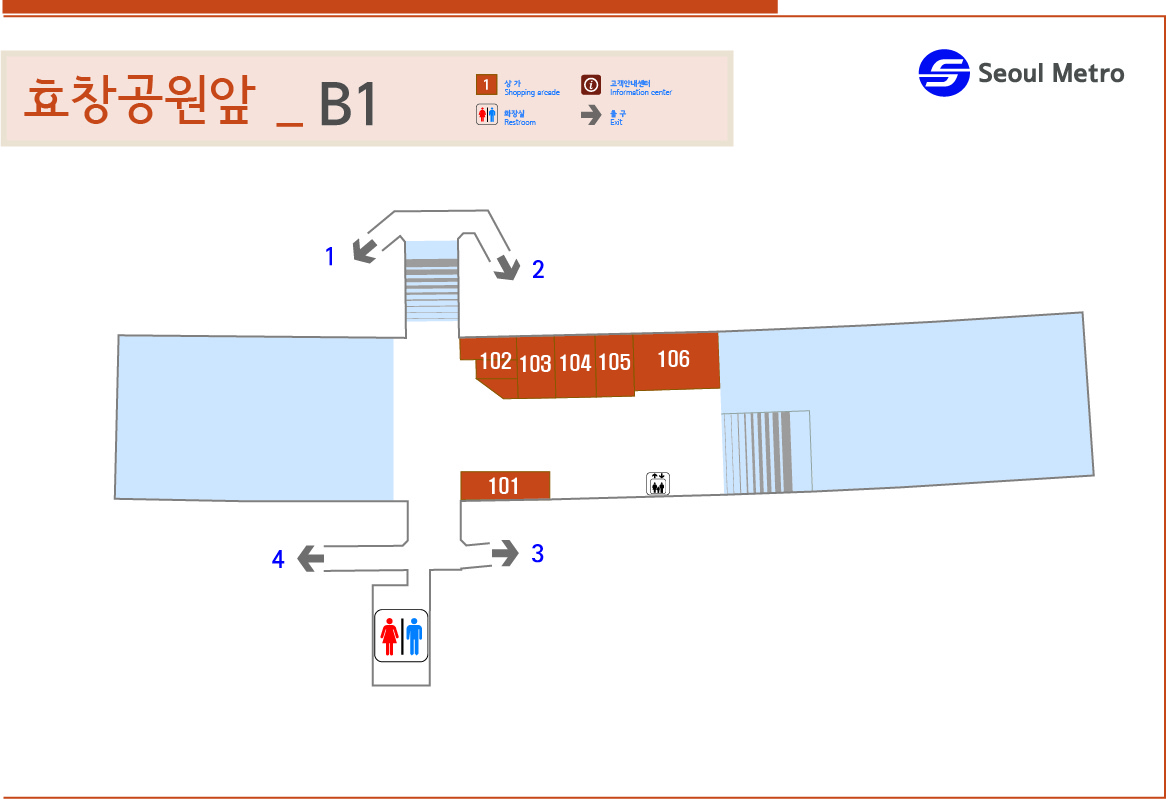 효창공원앞 _ B1
1 상 가
Shopping arcade
고객안내센터
Information center
화장실
Restroom
출 구
Exit
Seoul Metro
1
2
102 103 104 105 106
101
4
3